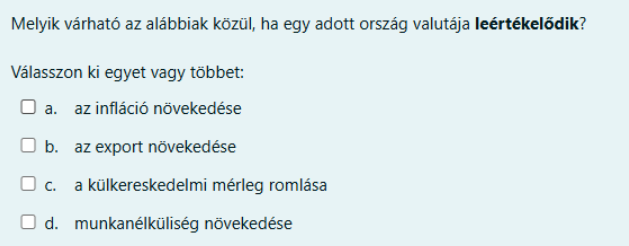 Melyik várható az alábbiak közül, ha egy adott ország valutája leértékelődik?
Válasszon ki egyet vagy többet:
a. az infláció növekedése
b. az export növekedése
c. a külkereskedelmi mérleg romlása
d. munkanélküliség növekedése